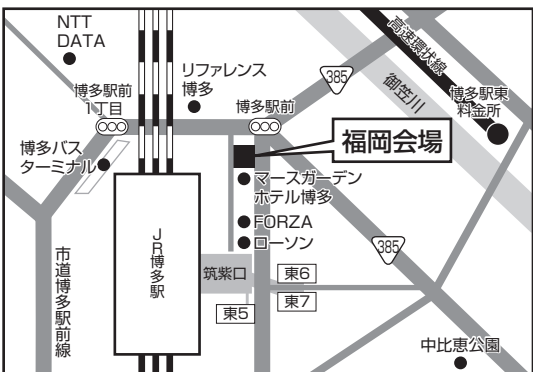 NTT
DATA
リファレンス
博多
385
高速環状線
御笠川
博多駅東
料金所
博多駅前
1丁目
博多駅前
福岡会場
博多バス
ターミナル
マースガーデン
ホテル博多
FORZA
ローソン
JR博多駅
筑紫口
東6
東7
東5
385
市道博多駅前線
中比恵公園